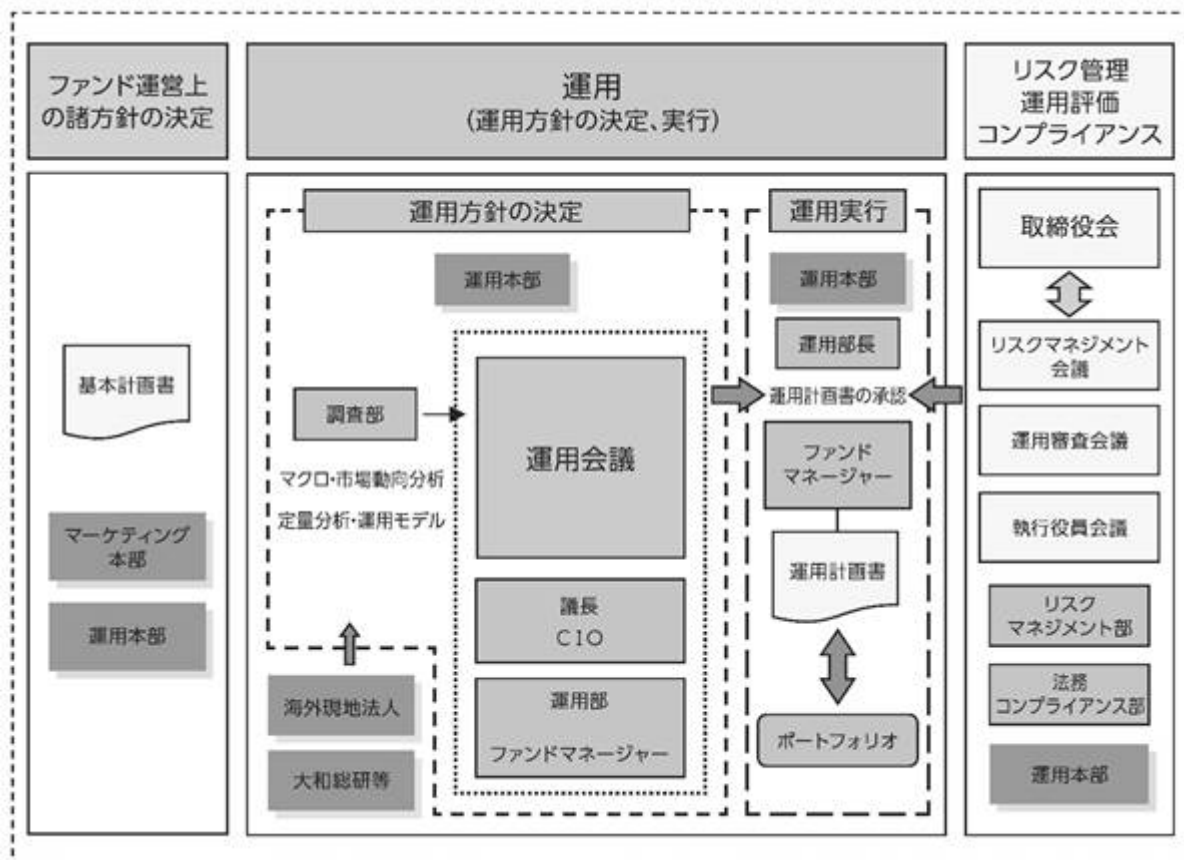 ファンド運営上
の諸方針の決定
運用
(運用方針の決定、実行)
リスク管理
運用評価
コンプライアンス
基本計画書
マーケティング
本部
運用本部
運用方針の決定
運用本部
調査部
マクロ・市場動向分析
定量分析・運用モデル
運用会議
議長
CIO
運用部
ファンドマネージャー
海外現地法人
大和総研等
運用実行
運用本部
運用部長
運用計画書の承認
ファンド
マネージャー
運用計画書
ポートフォリオ
取締役会
リスクマネジメント
会議
運用審査会議
執行役員会議
リスク
マネジメント部
法務
コンプライアンス部
運用本部